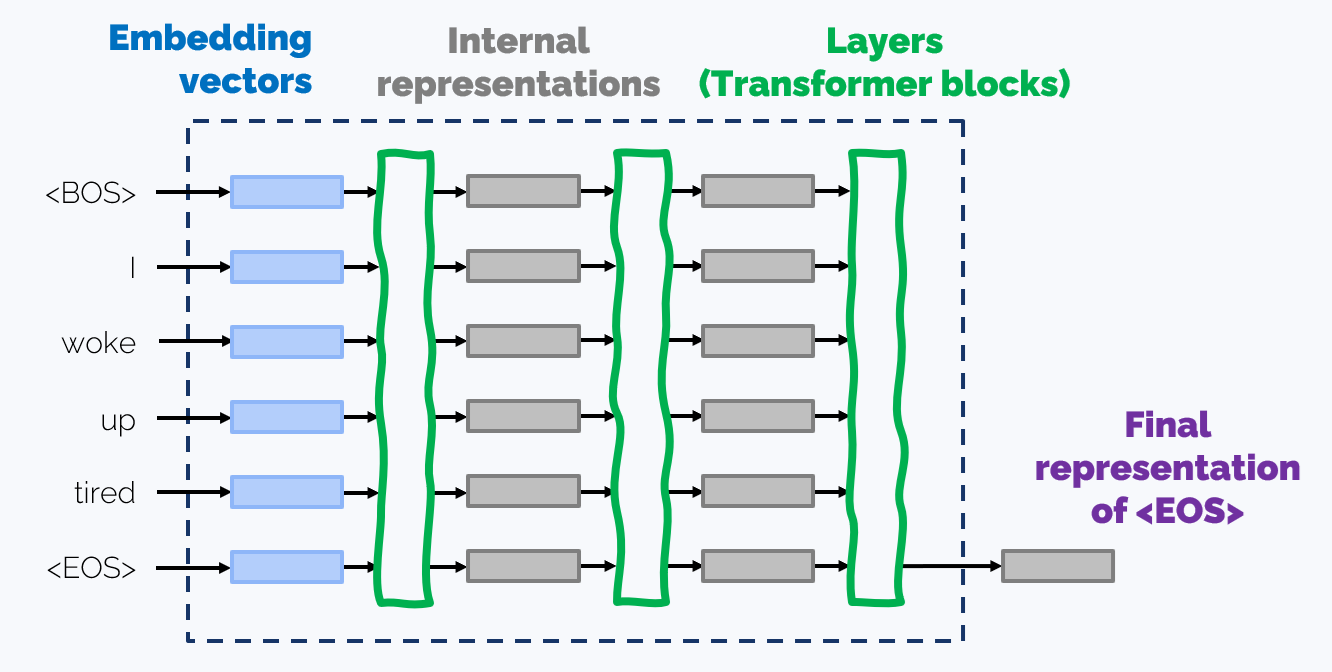 Embedding
vectors
Internal
representations
Layers
(Transformer blocks)
<BOS>
I
woke
up
tired
<EOS>
Final
representation
of <EOS>